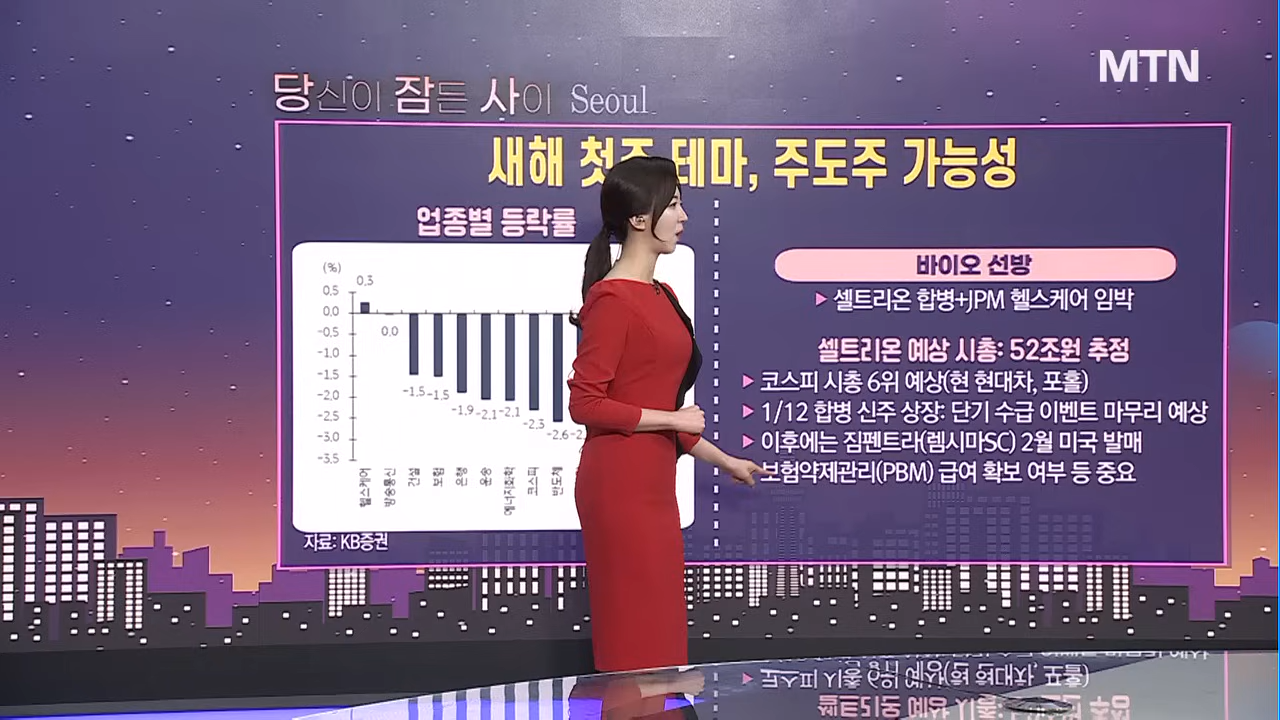 MTN
당신이 잠든 사이 Seoul
새해 첫주 테마, 주도주 가능성
업종별 등락률
(%)
0.5
0.0
-0.5
-1.0
-1.5
-2.0
-2.5
-3.0
-3.5
0.3
0.0
-1.5
-1.5
-1.9
-2.1
-2.1
-2.3
-2.6
헬스케어
방송통신
건설
보험
은행
운송
에너지화학
코스피
반도체
자료: KB증권
바이오 선방
▶ 셀트리온 합병+JPM 헬스케어 임박
셀트리온 예상 시총: 52조원 추정
▶ 코스피 시총 6위 예상(현 현대차, 포홀)
▶ 1/12 합병 신주 상장: 단기 수급 이벤트 마무리 예상
▶ 이후에는 짐펜트라(렘시마SC) 2월 미국 발매
보험약제관리(PBM) 급여 확보 여부 등 중요